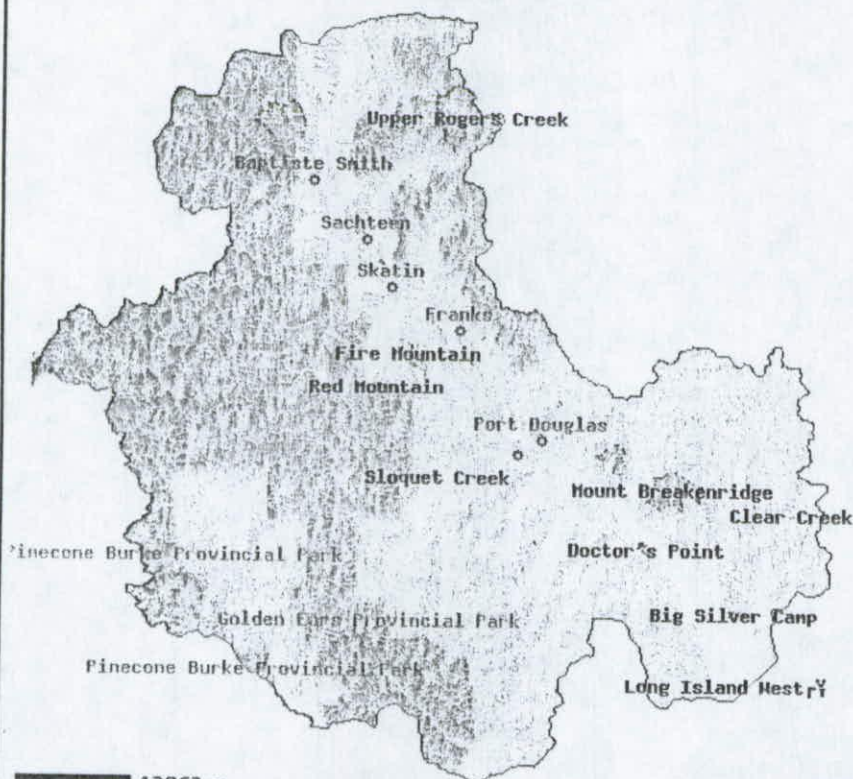 Upper Rogers Creek
Baptiste Smith
Sachteen
Skatin
Franks
Fire Mountain
Red Mountain
Port Douglas
Sloquet Creek
Mount Breakenridge
Clear Creek
Pinecone Burke Provincial Park
Doctor's Point
Golden Ears Provincial Park
Big Silver Camp
Pinecone Burke Provincial Park
Long Island West